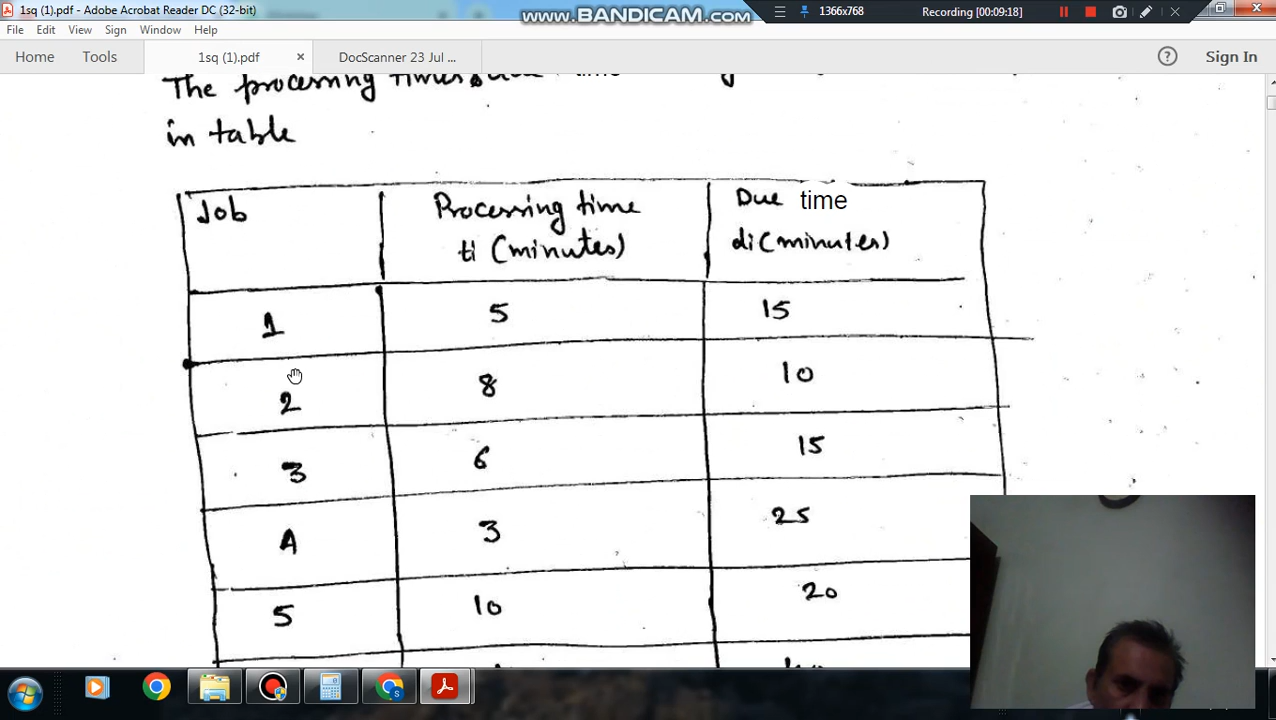 1sq (1).pdf - Adobe Acrobat Reader DC (32-bit)
www.BANDICAM.com
1366x768
Recording [00:09:18]
File Edit View Sign Window Help
Home Tools
1sq (1).pdf
DocScanner 23 Jul ...
Sign In
The processing times
in table
Job
Processing time
ti (minutes)
Due time
di(minutes)
1 5 15
2 8 10
3 6 15
4 3 25
5 10 20